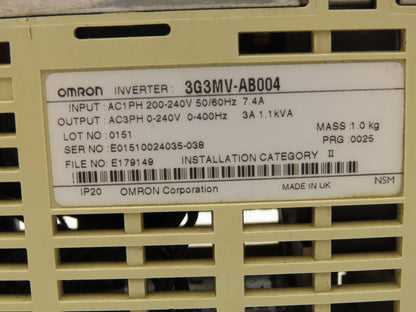 OMRON INVERTER: 3G3MV-AB004
INPUT : AC1PH 200-240V 50/60Hz 7.4A
OUTPUT : AC3PH 0-240V 0-400Hz 3A 1.1kVA
LOT NO :0151 MASS :1.0 kg
SER NO :E01510024035-038 PRG :0025
FILE NO: E179149 INSTALLATION CATEGORY II
IP20 OMRON Corporation MADE IN UK NSM